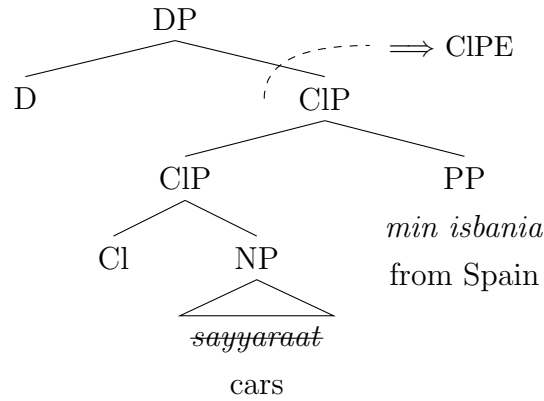 DP
⟹ ClPE
D ClP
ClP PP
min isbania
Cl NP
from Spain
sayyaraat
cars